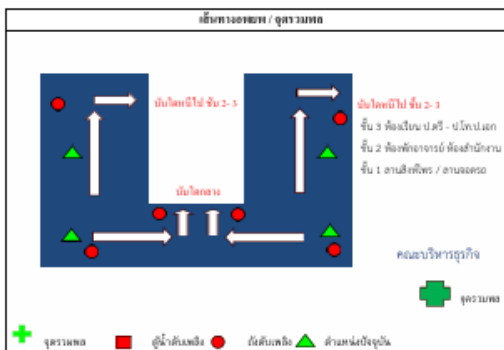 เส้นทางอพยพ / จุดรวมพล
บันไดหนีไป ชั้น 2- 3
บันไดหนีไป ชั้น 2- 3
ชั้น 3 ห้องเรียน ป.ตรี - ป.โท,ป.เอก
ชั้น 2 ห้องพักอาจารย์ ห้องสำนักงาน
ชั้น 1 ลานสิงห์ไพร / ลานจอดรถ
บันไดกลาง
คณะบริหารธุรกิจ
จุดรวมพล
จุดรวมพล ตู้น้ำดับเพลิง ถังดับเพลิง ตำแหน่งปัจจุบัน